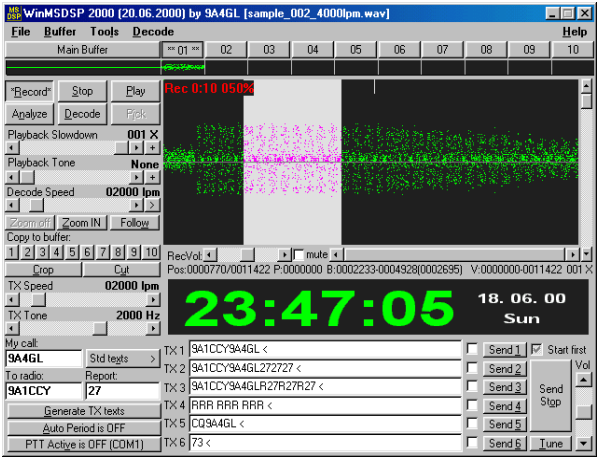 WinMSDSP 2000 (20.06.2000) by 9A4GL [sample_002_4000lpm.wav]
File Buffer Tools Decode Help
Main Buffer ** 01 ** 02 03 04 05 06 07 08 09 10
*Record* Stop Play
Rec 0:10 050%
Analyze Decode Pick
Playback Slowdown 001 X
Playback Tone None
Decode Speed 02000 lpm
Zoom off Zoom IN Follow
Copy to buffer:
1 2 3 4 5 6 7 8 9 10
RecVol: mute
Crop Cut
Pos:0000770/0011422 P:0000000 B:0002233-0004928(0002695) V:0000000-0011422 001 X
TX Speed 02000 lpm
TX Tone 2000 Hz
23:47:05
18. 06. 00
Sun
My call:
9A4GL Std texts >
To radio: Report:
9A1CCY 27
Generate TX texts
Auto Period is OFF
PTT Active is OFF (COM1)
TX 1 9A1CCY9A4GL < Send 1 Start first
TX 2 9A1CCY9A4GL272727 < Send 2 Vol
TX 3 9A1CCY9A4GLR27R27R27 < Send 3
TX 4 RRR RRR RRR < Send 4
Send Stop
TX 5 CQ9A4GL < Send 5
TX 6 73 < Send 6 Tune